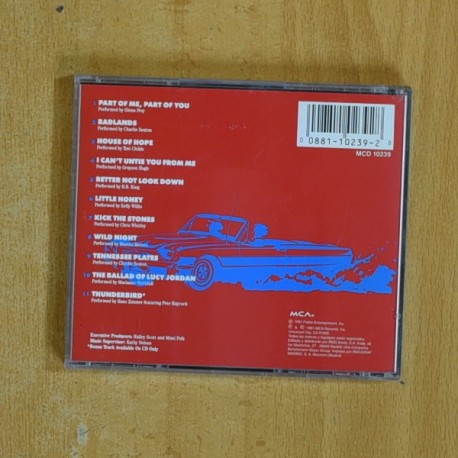 1 PART OF ME, PART OF YOU
Performed by Glenn Frey
2 BADLANDS
Performed by Charlie Sexton
3 HOUSE OF HOPE
Performed by Toni Childs
4 I CAN'T UNTIE YOU FROM ME
Performed by Grayson Hugh
5 BETTER NOT LOOK DOWN
Performed by B.B. King
6 LITTLE HONEY
Performed by Kelly Willis
7 KICK THE STONES
Performed by Chris Whitley
8 WILD NIGHT
Performed by Martha Reeves
9 TENNESSEE PLATES
Performed by Charlie Sexton
10 THE BALLAD OF LUCY JORDAN
Performed by Marianne Faithfull
11 THUNDERBIRD*
Performed by Hans Zimmer featuring Pete Haycock
Executive Producers: Ridley Scott and Mimi Polk
Music Supervisor: Kathy Nelson
*Bonus Track Available On CD Only
0 0881-10239-2 0
MCD 10239
MCA